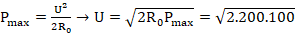 P_max = U²/2R₀ → U = √(2R₀P_max) = √(2.200.100)